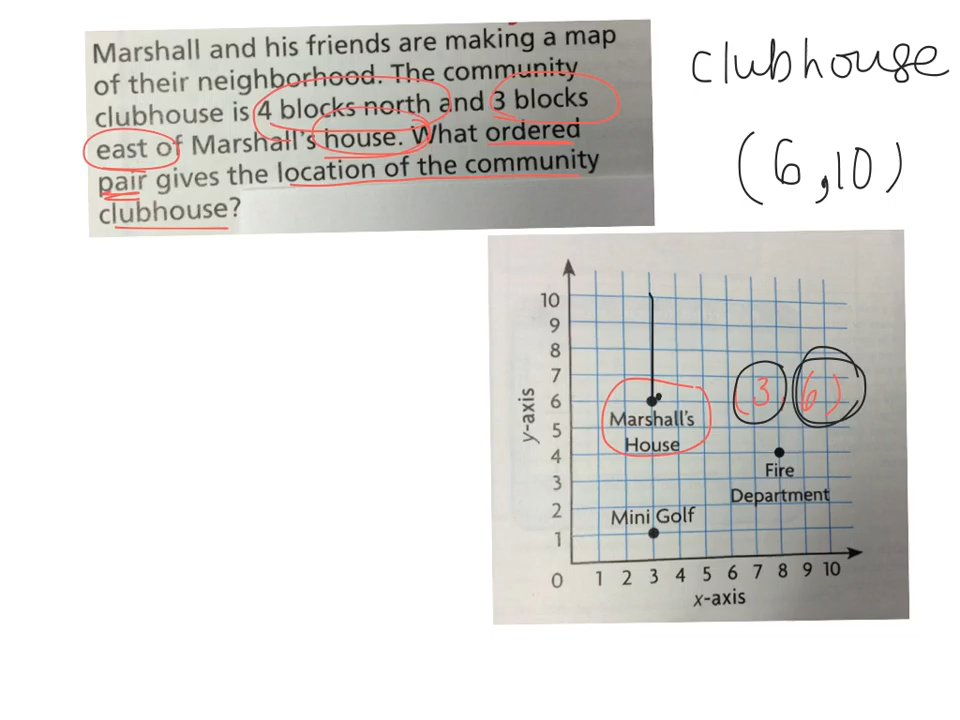 Marshall and his friends are making a map
of their neighborhood. The community
clubhouse is 4 blocks north and 3 blocks
east of Marshall's house. What ordered
pair gives the location of the community
clubhouse?
clubhouse
(6,10)
10
9
8
7
6
5
4
3
2
1
0
y-axis
(3, 6)
Marshall's
House
Fire
Department
Mini Golf
1 2 3 4 5 6 7 8 9 10
x-axis